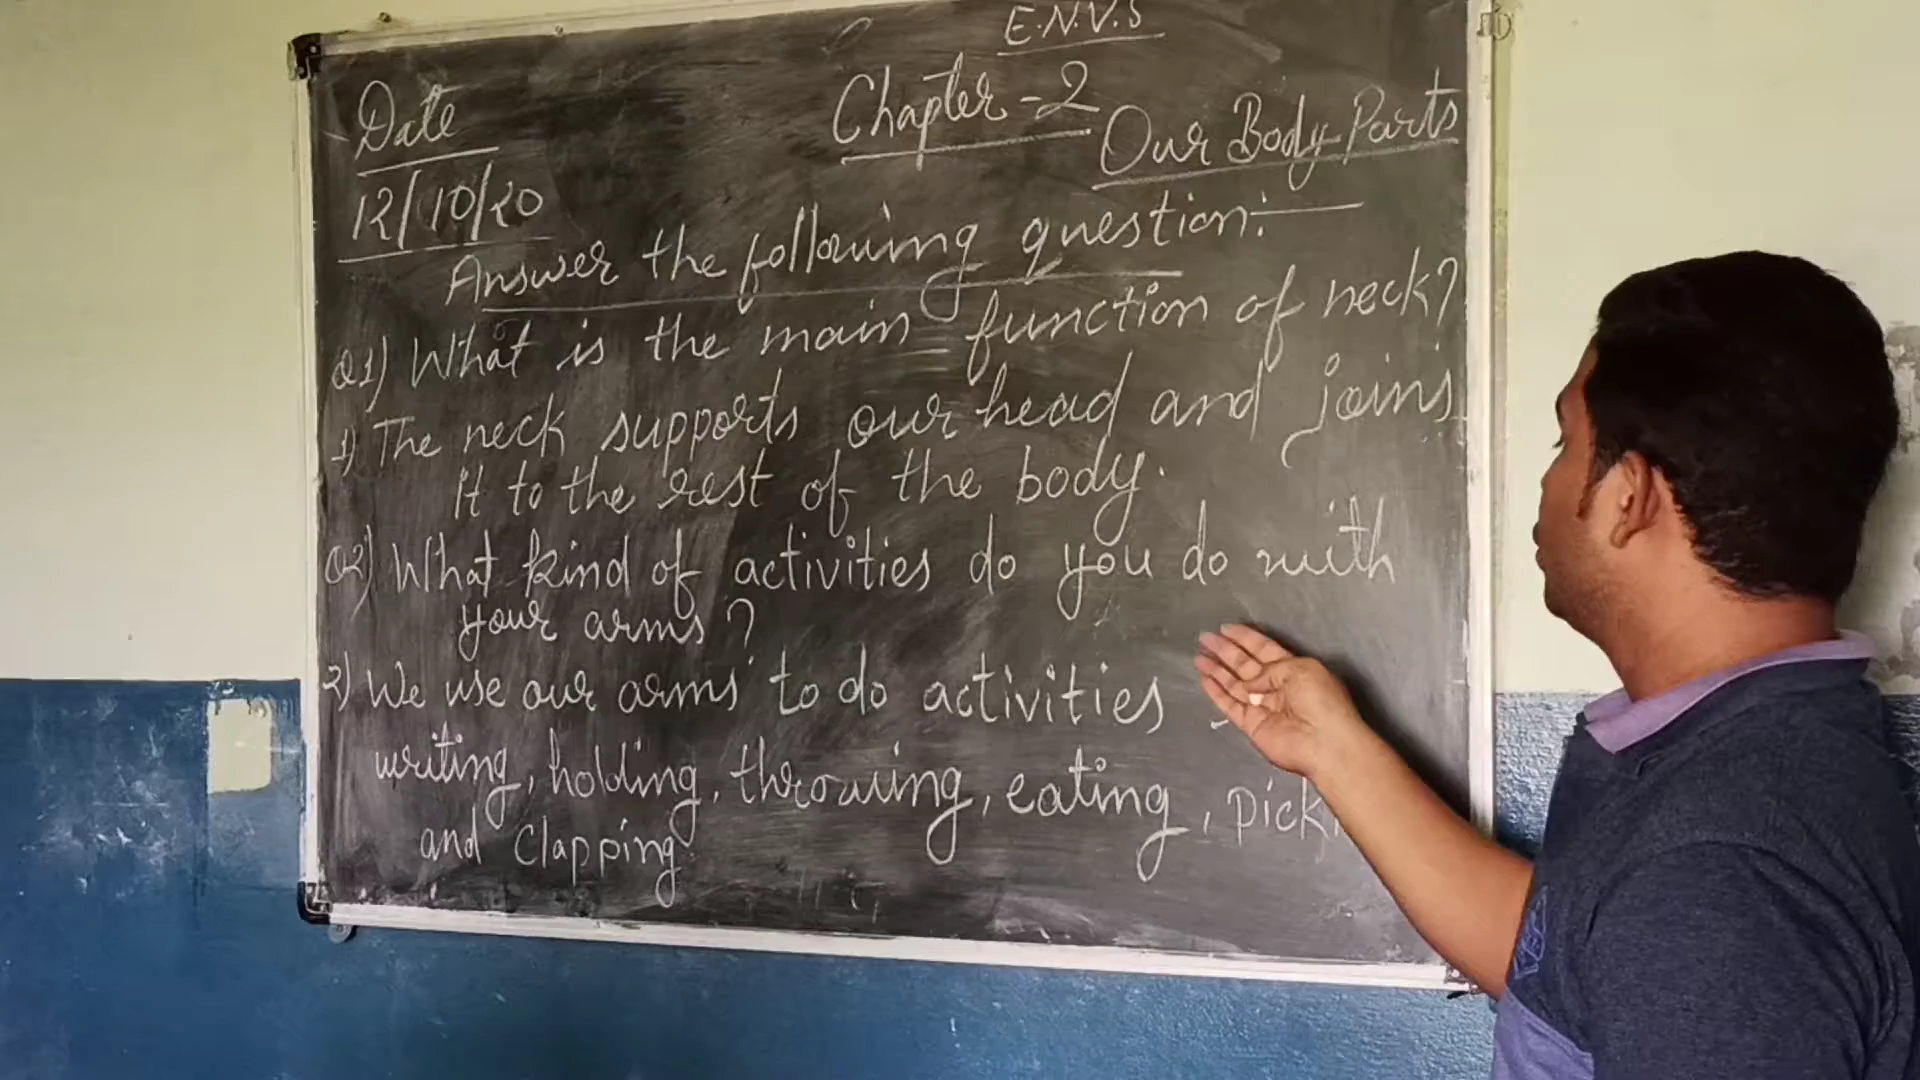 E.N.V.S
Date
Chapter-2
Our Body Parts
12/10/20
Answer the following question:—
Q1) What is the main function of neck?
1) The neck supports our head and joins
it to the rest of the body.
Q2) What kind of activities do you do with
your arms?
2) We use our arms to do activities
writing, holding, throwing, eating,
and clapping.